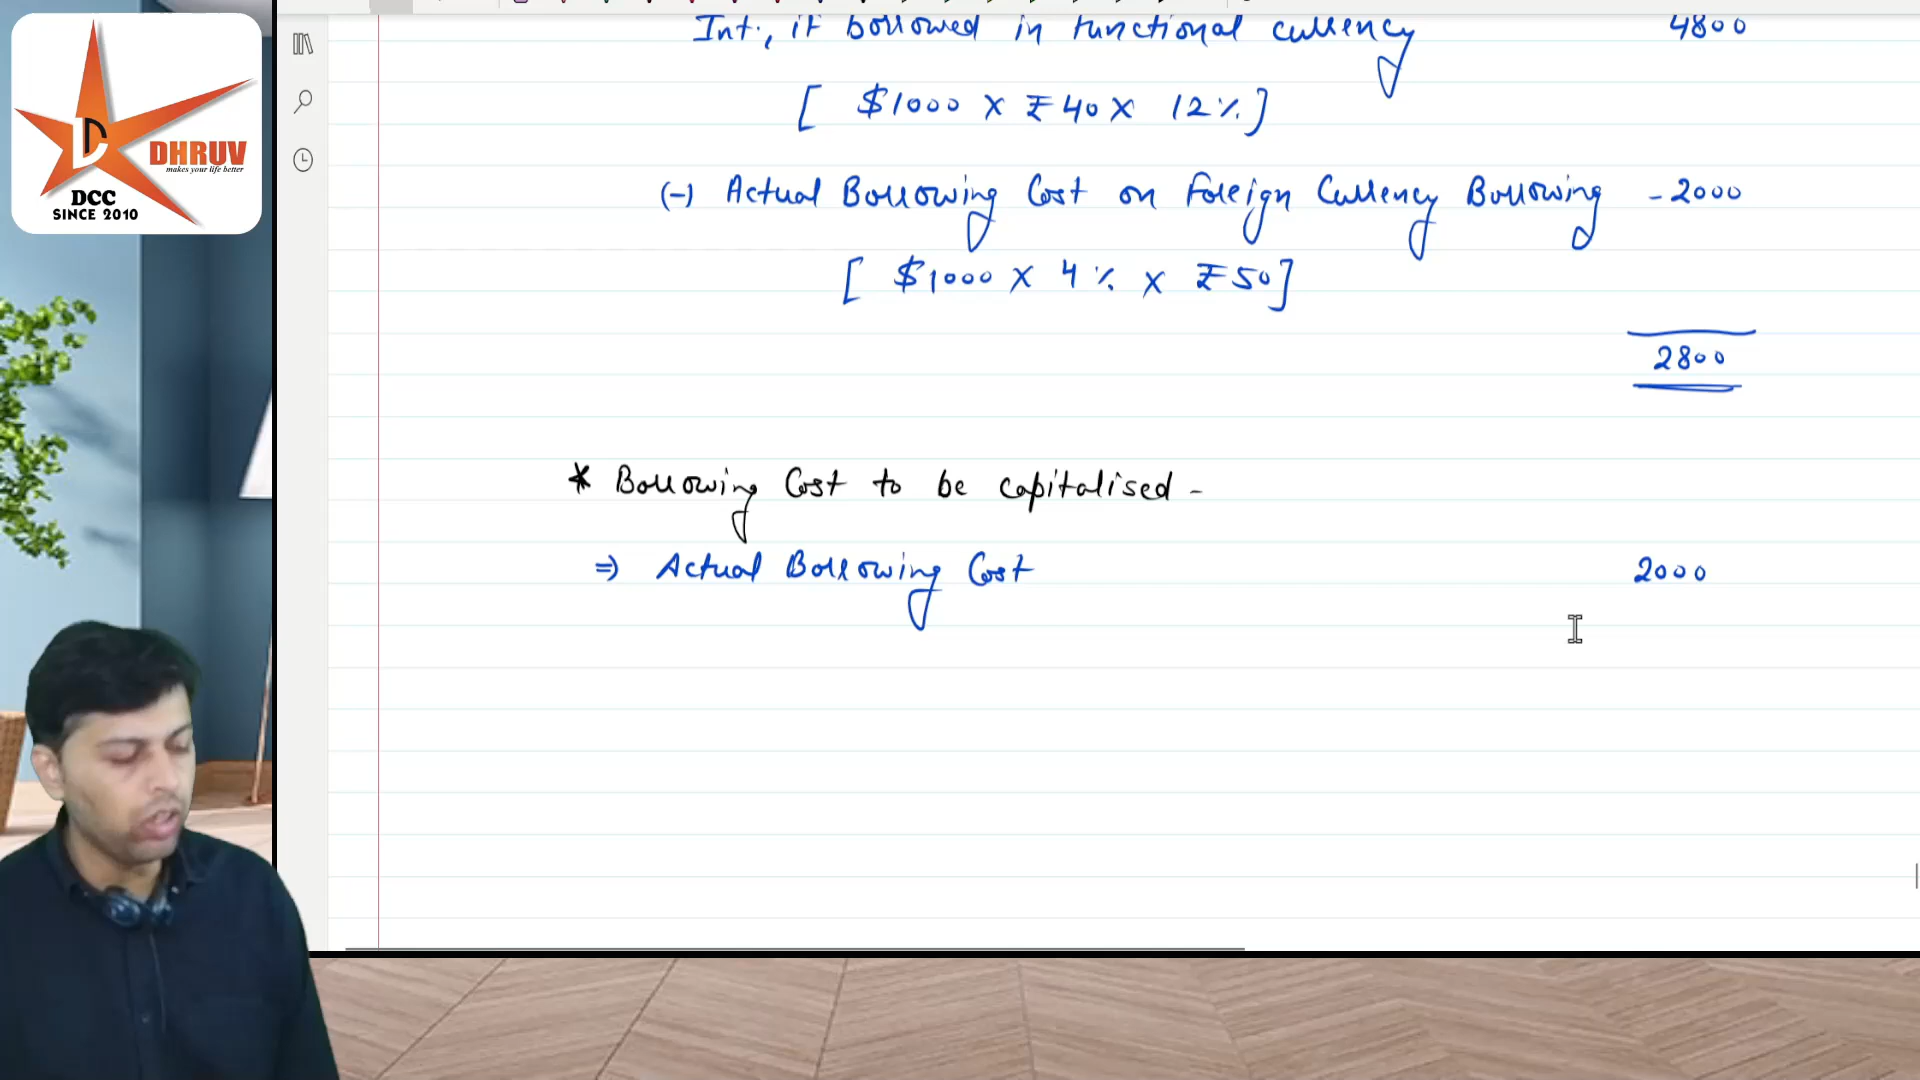 Int., if borrowed in functional currency 4800
[ $1000 X ₹40 X 12% ]
(-) Actual Borrowing Cost on Foreign Currency Borrowing - 2000
[ $1000 X 4% X ₹50 ]
2800
* Borrowing Cost to be capitalised -
⇒ Actual Borrowing Cost 2000
DHRUV
makes your life better
DCC
SINCE 2010